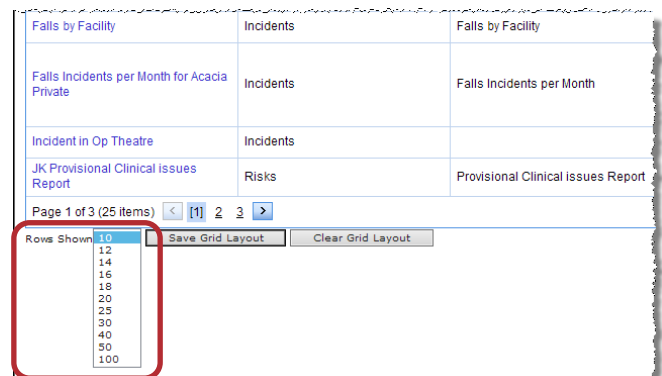 Falls by Facility Incidents Falls by Facility
Falls Incidents per Month for Acacia
Private Incidents Falls Incidents per Month
Incident in Op Theatre Incidents
JK Provisional Clinical issues
Report Risks Provisional Clinical issues Report
Page 1 of 3 (25 items) < [1] 2 3 >
Rows Shown 10 Save Grid Layout Clear Grid Layout
12
14
16
18
20
25
30
40
50
100